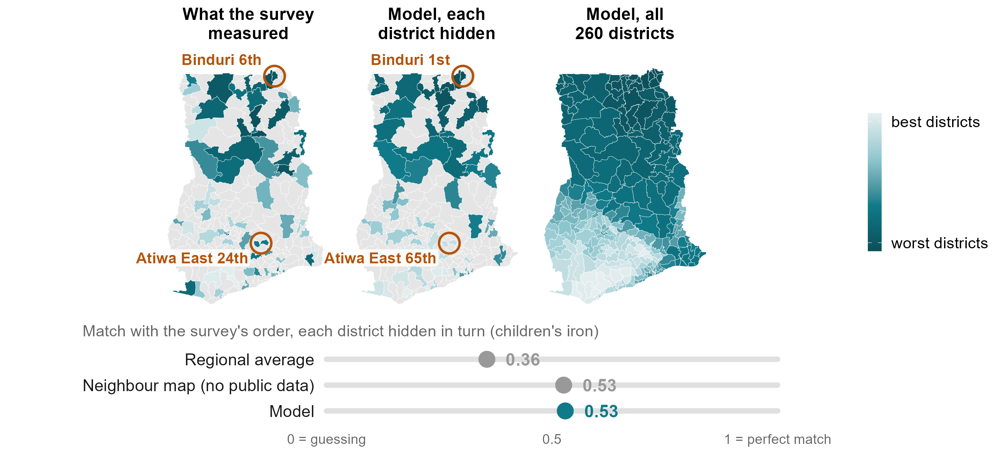 What the survey
measured
Model, each
district hidden
Model, all
260 districts
Binduri 6th
Binduri 1st
best districts
worst districts
Atiwa East 24th
Atiwa East 65th
Match with the survey's order, each district hidden in turn (children's iron)
Regional average
0.36
Neighbour map (no public data)
0.53
Model
0.53
0 = guessing
0.5
1 = perfect match